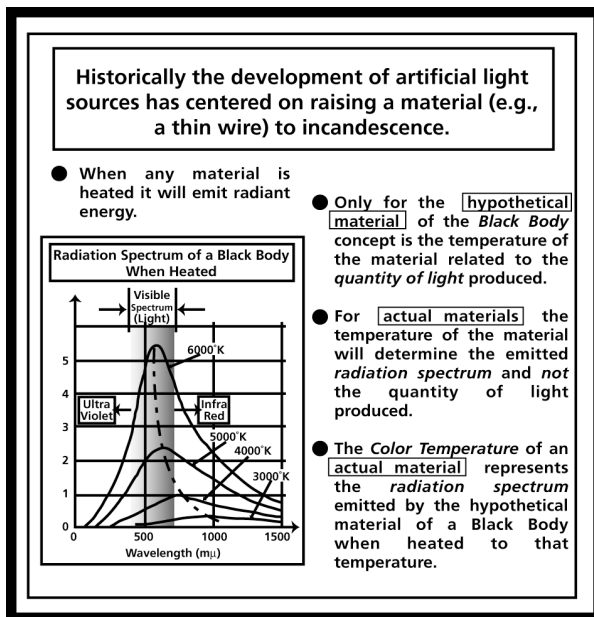 Historically the development of artificial light
sources has centered on raising a material (e.g.,
a thin wire) to incandescence.
● When any material is
heated it will emit radiant
energy.
Radiation Spectrum of a Black Body
When Heated
Visible
Spectrum
(Light)
6000°K
5
4
Ultra
Violet
Infra
Red
3
5000°K
4000°K
2
3000°K
1
0
0 500 1000 1500
Wavelength (mµ)
● Only for the hypothetical
material of the Black Body
concept is the temperature of
the material related to the
quantity of light produced.
● For actual materials the
temperature of the material
will determine the emitted
radiation spectrum and not
the quantity of light
produced.
● The Color Temperature of an
actual material represents
the radiation spectrum
emitted by the hypothetical
material of a Black Body
when heated to that
temperature.